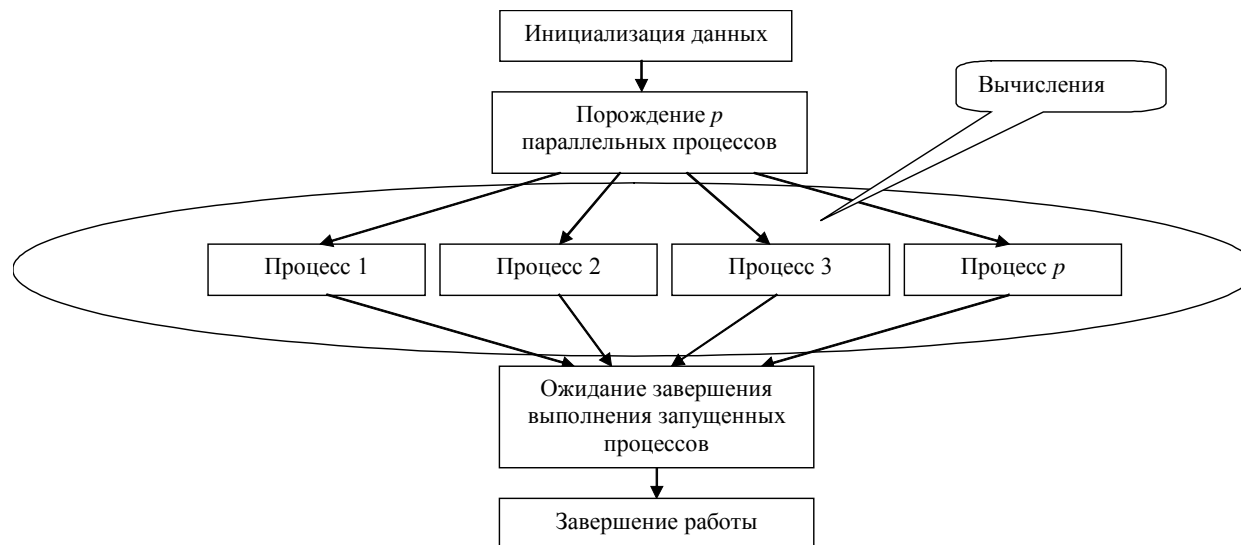 Инициализация данных
Вычисления
Порождение p
параллельных процессов
Процесс 1
Процесс 2
Процесс 3
Процесс p
Ожидание завершения
выполнения запущенных
процессов
Завершение работы